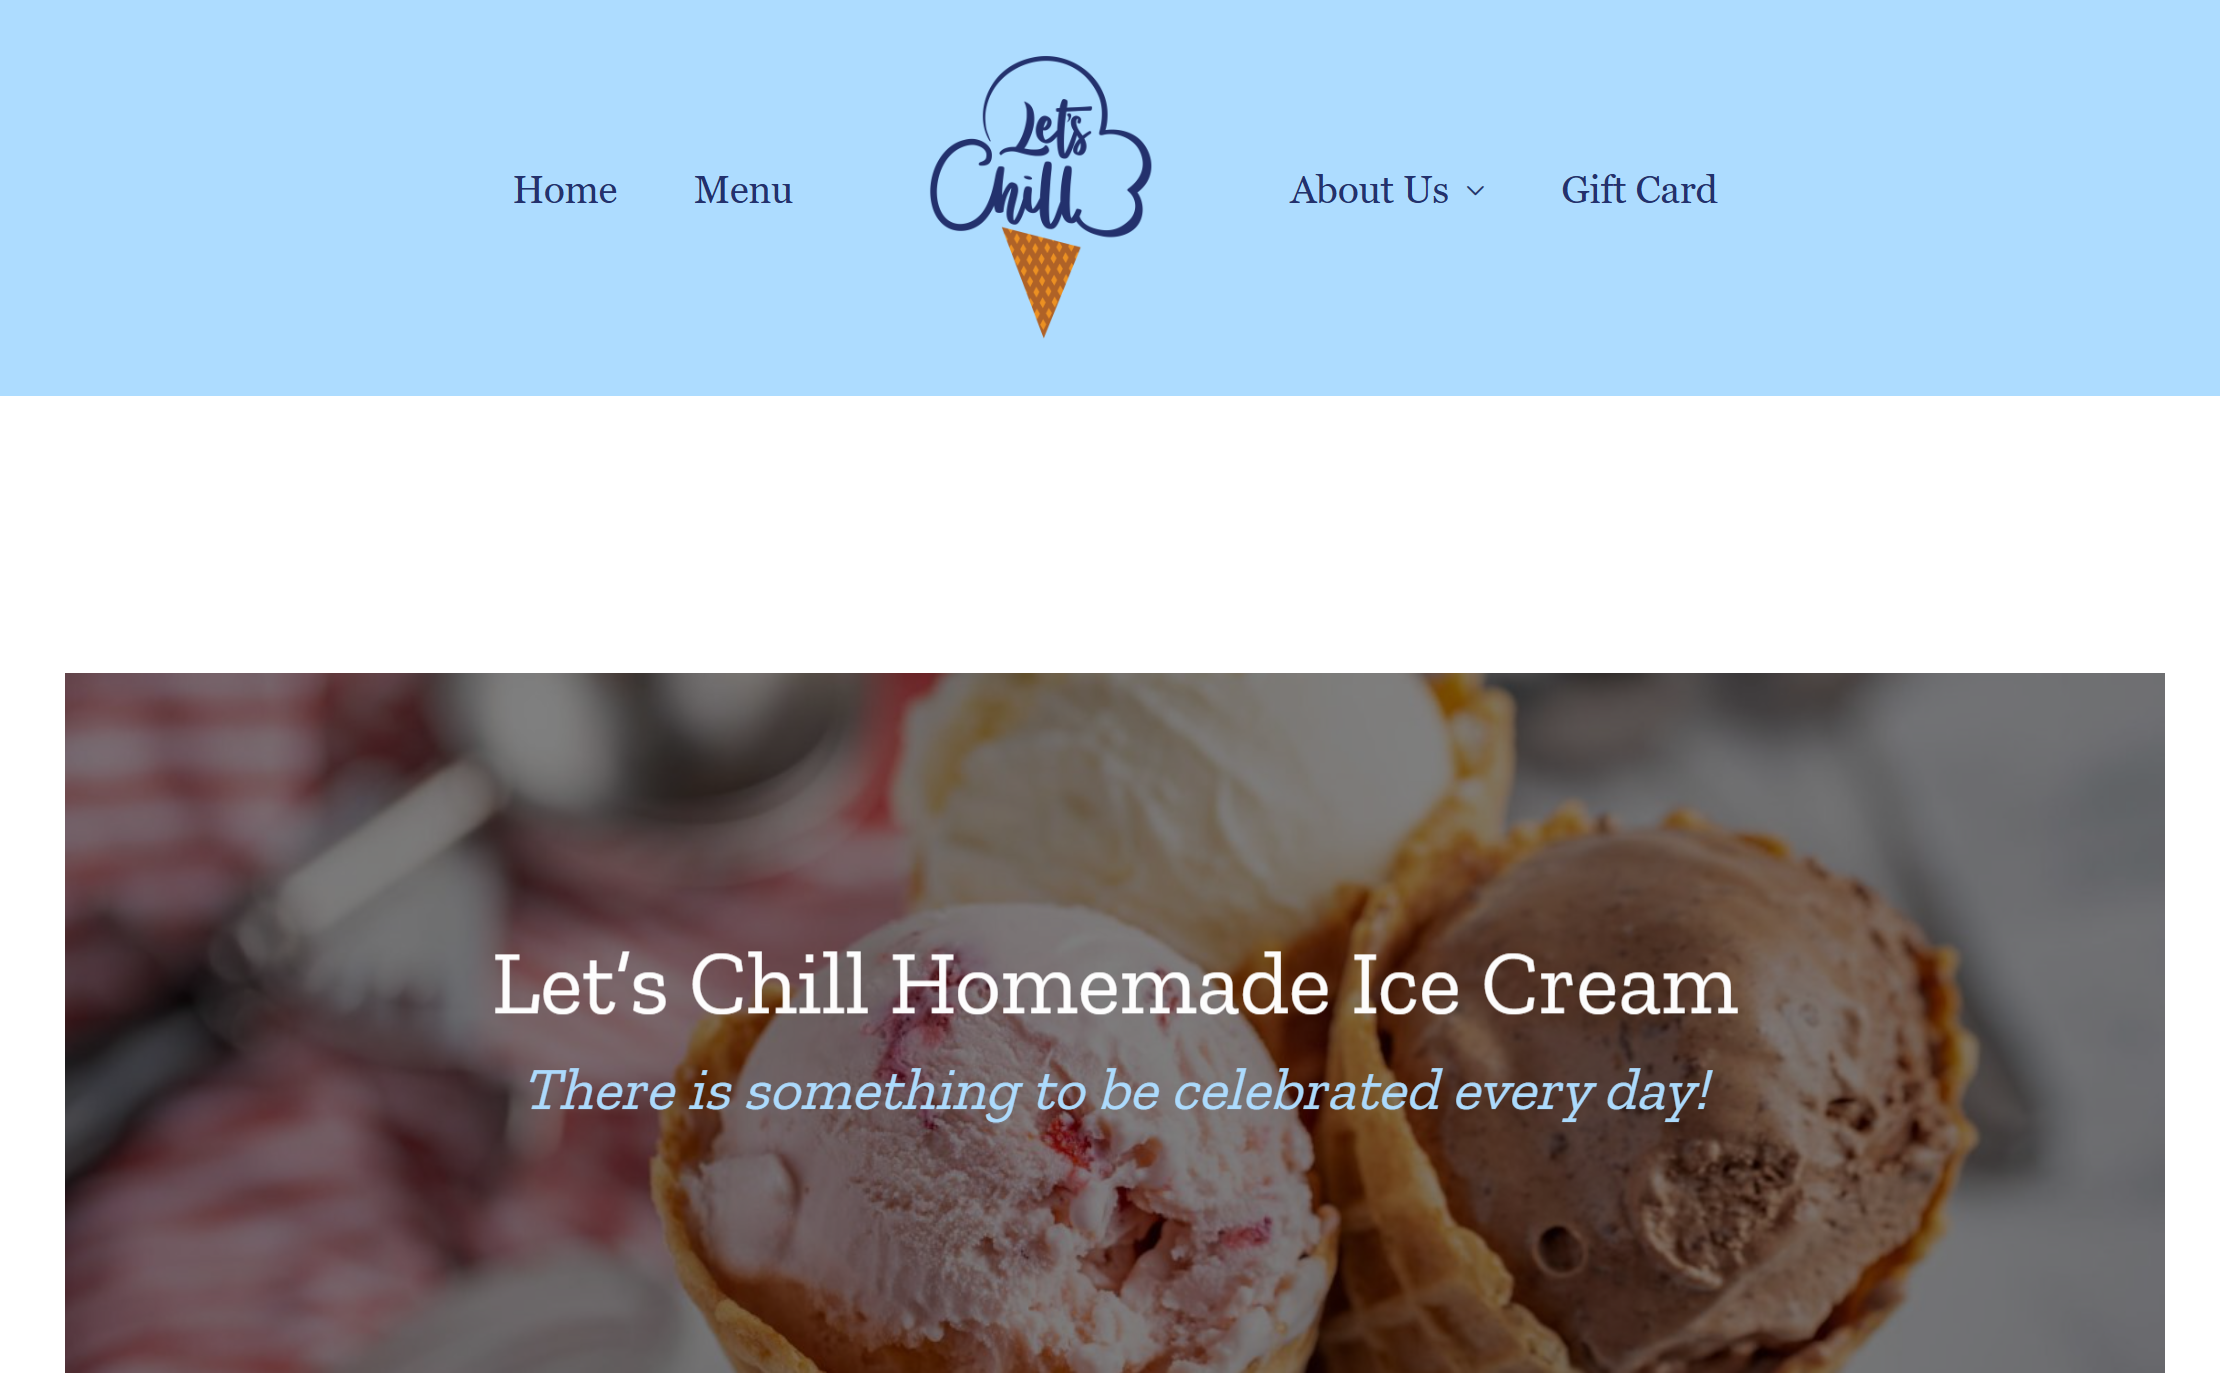 Home
Menu
Let's
Chill
About Us
Gift Card
Let's Chill Homemade Ice Cream
There is something to be celebrated every day!